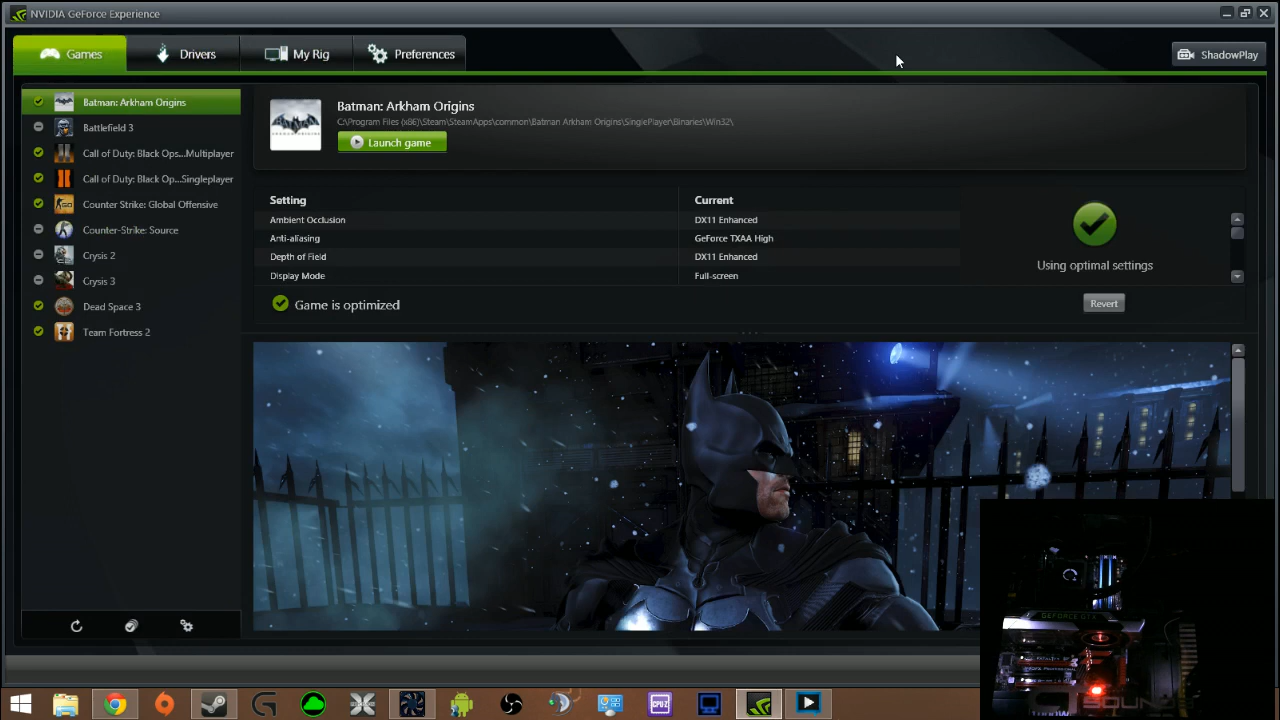 NVIDIA GeForce Experience
Games
Drivers
My Rig
Preferences
ShadowPlay
Batman: Arkham Origins
Battlefield 3
Call of Duty: Black Ops...Multiplayer
Call of Duty: Black Op...Singleplayer
Counter Strike: Global Offensive
Counter-Strike: Source
Crysis 2
Crysis 3
Dead Space 3
Team Fortress 2
Batman: Arkham Origins
C:\Program Files (x86)\Steam\SteamApps\common\Batman Arkham Origins\SinglePlayer\Binaries\Win32\
Launch game
Setting Current
Ambient Occlusion DX11 Enhanced
Anti-aliasing GeForce TXAA High
Depth of Field DX11 Enhanced
Display Mode Full-screen
Using optimal settings
Game is optimized
Revert
GEFORCE GTX
CPUZ